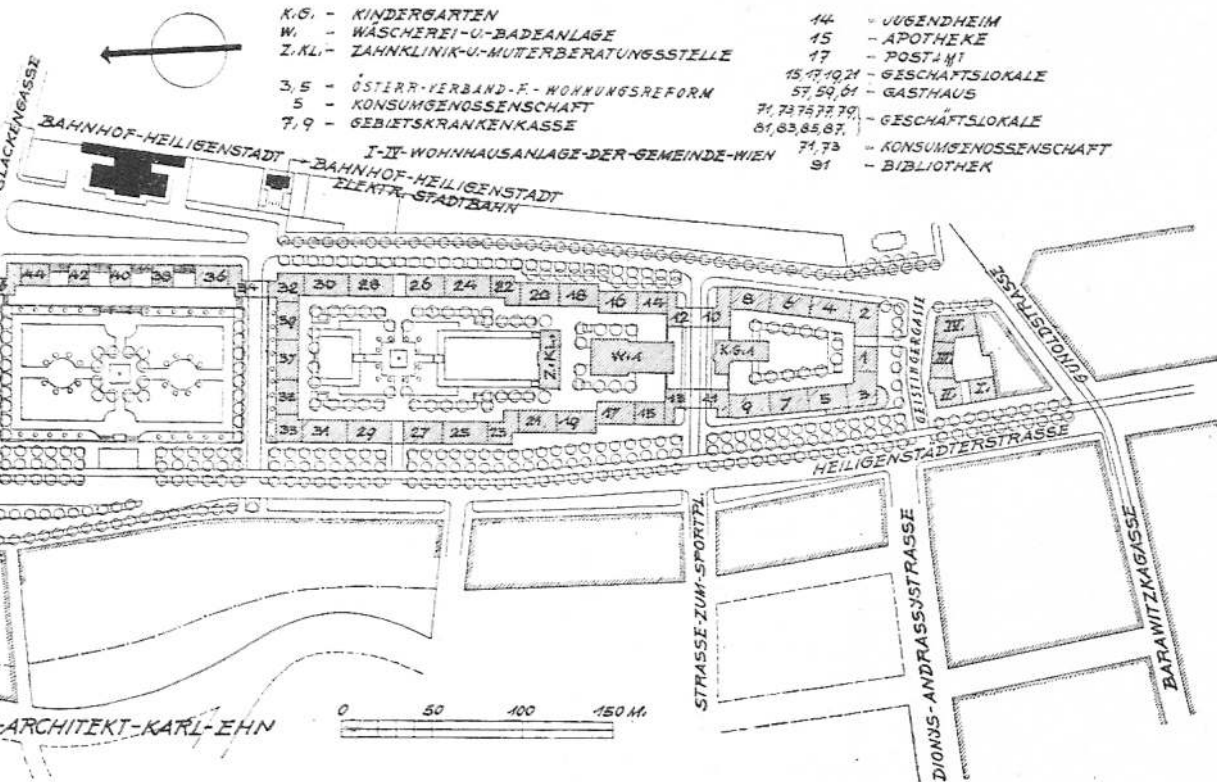 K.G. - KINDERGARTEN
W. - WÄSCHEREI-U.-BADEANLAGE
Z.KL. - ZAHNKLINIK-U-MUTTERBERATUNGSSTELLE
3,5 - ÖSTERR-VERBAND-F.-WOHNUNGSREFORM
5 - KONSUMGENOSSENSCHAFT
7,9 - GEBIETSKRANKENKASSE
I-IV-WOHNHAUSANLAGE-DER-GEMEINDE-WIEN
14 - JUGENDHEIM
15 - APOTHEKE
17 - POSTAMT
15,17,19,21 - GESCHÄFTSLOKALE
57,59,61 - GASTHAUS
71,73,75,77,79,
81,83,85,87. - GESCHÄFTSLOKALE
71,73 - KONSUMGENOSSENSCHAFT
91 - BIBLIOTHEK
BAHNHOF-HEILIGENSTADT
BAHNHOF-HEILIGENSTADT
ELEKTR. STADTBAHN
44 42 40 38 36 34 32 30 28 26 24 22 20 18 16 14 12 10 8 6 4 2
39
37
35
Z.KL.
W.1
K.G.1
1
33 31 29 27 25 23 21 19 17 15 13 11 9 7 5 3
IV.
III.
II. I.
GEISTINGERGASSE
GUNOLDSTRASSE
HEILIGENSTÄDTERSTRASSE
STRASSE-ZUM-SPORTPL.
DIONYS-ANDRASSYSTRASSE
BARAWITZKAGASSE
-ARCHITEKT-KARL-EHN
0 50 100 150 M.